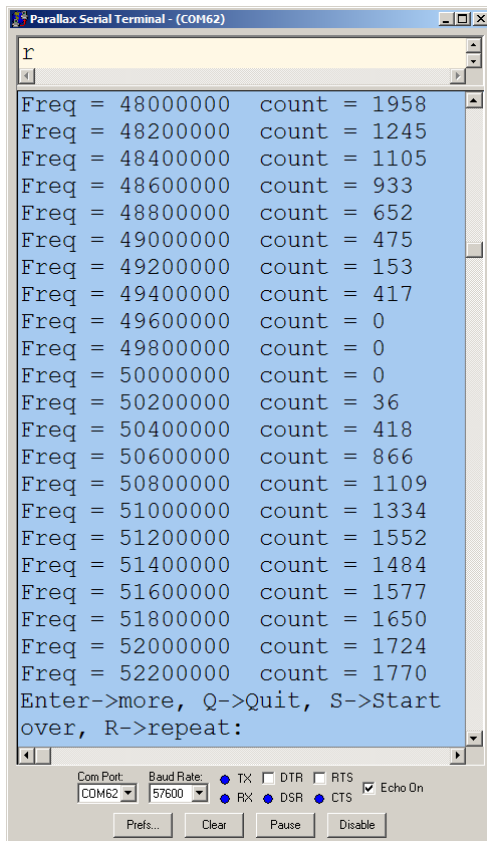 Parallax Serial Terminal - (COM62)
r
Freq = 48000000 count = 1958
Freq = 48200000 count = 1245
Freq = 48400000 count = 1105
Freq = 48600000 count = 933
Freq = 48800000 count = 652
Freq = 49000000 count = 475
Freq = 49200000 count = 153
Freq = 49400000 count = 417
Freq = 49600000 count = 0
Freq = 49800000 count = 0
Freq = 50000000 count = 0
Freq = 50200000 count = 36
Freq = 50400000 count = 418
Freq = 50600000 count = 866
Freq = 50800000 count = 1109
Freq = 51000000 count = 1334
Freq = 51200000 count = 1552
Freq = 51400000 count = 1484
Freq = 51600000 count = 1577
Freq = 51800000 count = 1650
Freq = 52000000 count = 1724
Freq = 52200000 count = 1770
Enter->more, Q->Quit, S->Start
over, R->repeat:
Com Port: Baud Rate: TX DTR RTS
COM62 57600 RX DSR CTS Echo On
Prefs... Clear Pause Disable